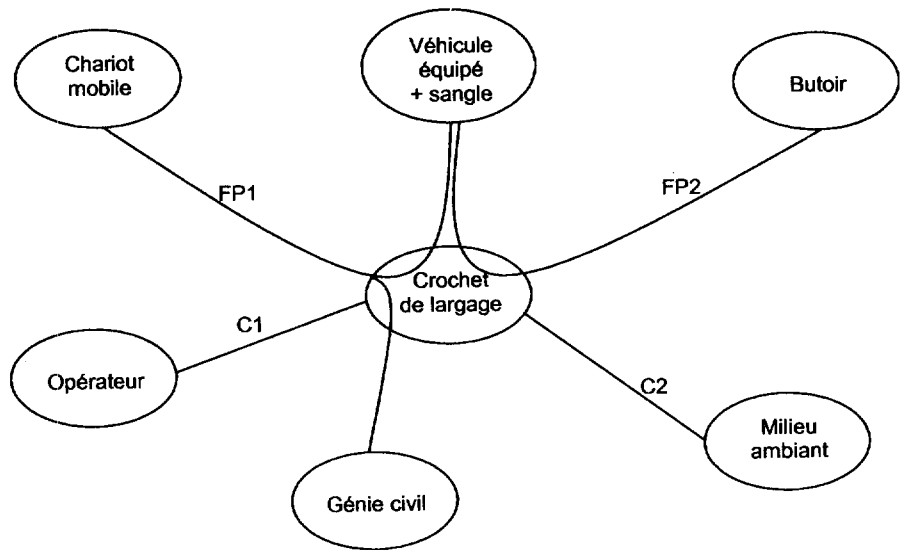 Chariot
mobile
Véhicule
équipé
+ sangle
Butoir
FP1
FP2
Crochet
de largage
C1
Opérateur
C2
Milieu
ambiant
Génie civil